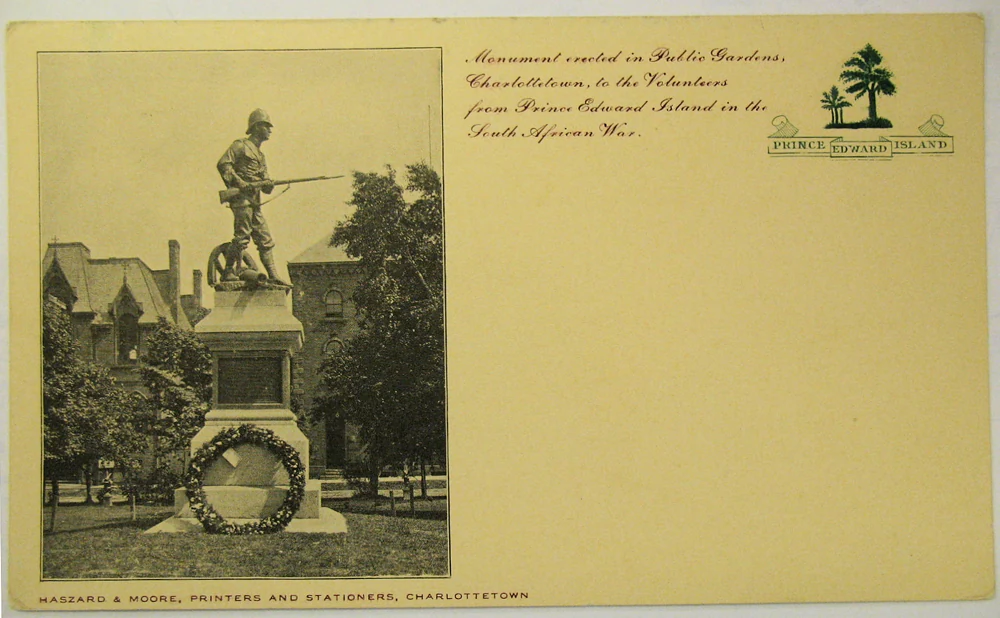 Monument erected in Public Gardens,
Charlottetown, to the Volunteers
from Prince Edward Island in the
South African War.
PRINCE EDWARD ISLAND
HASZARD & MOORE, PRINTERS AND STATIONERS, CHARLOTTETOWN